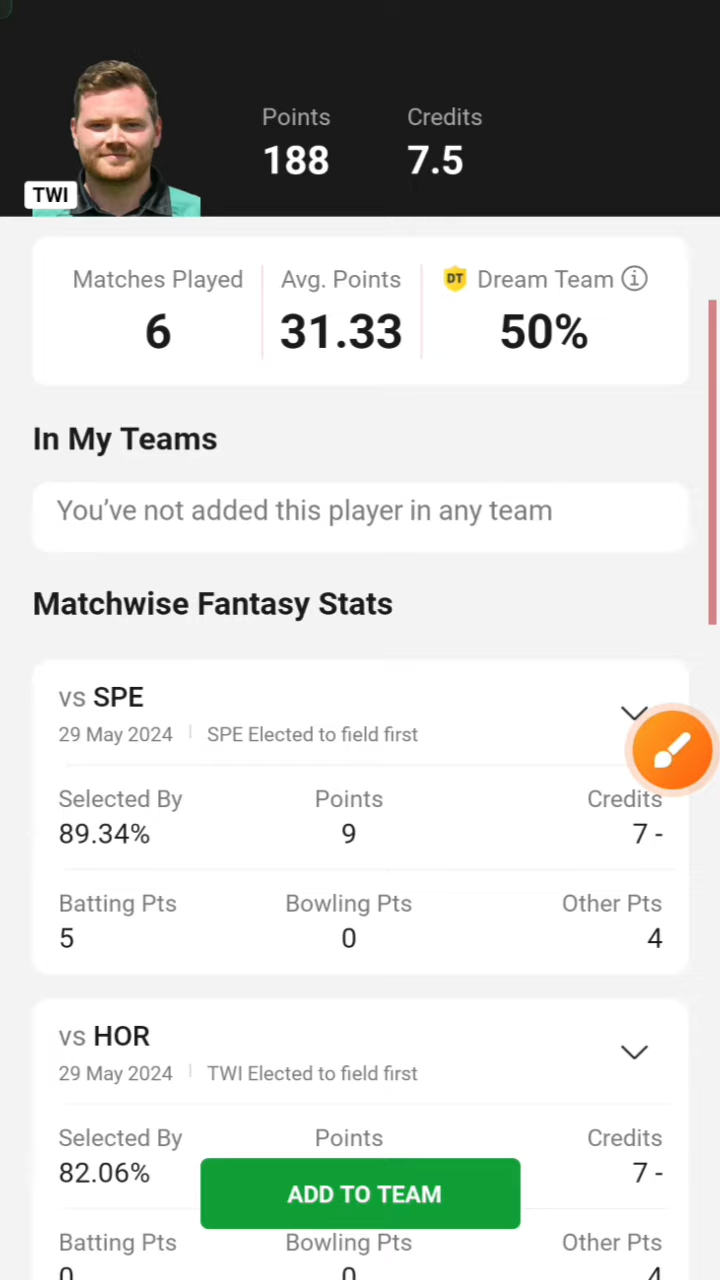 Points Credits
188 7.5
TWI
Matches Played Avg. Points DT Dream Team i
6 31.33 50%
In My Teams
You’ve not added this player in any team
Matchwise Fantasy Stats
vs SPE
29 May 2024 SPE Elected to field first
Selected By Points Credits
89.34% 9 7 -
Batting Pts Bowling Pts Other Pts
5 0 4
vs HOR
29 May 2024 TWI Elected to field first
Selected By Points Credits
82.06% 7 -
ADD TO TEAM
Batting Pts Bowling Pts Other Pts
0 0 4